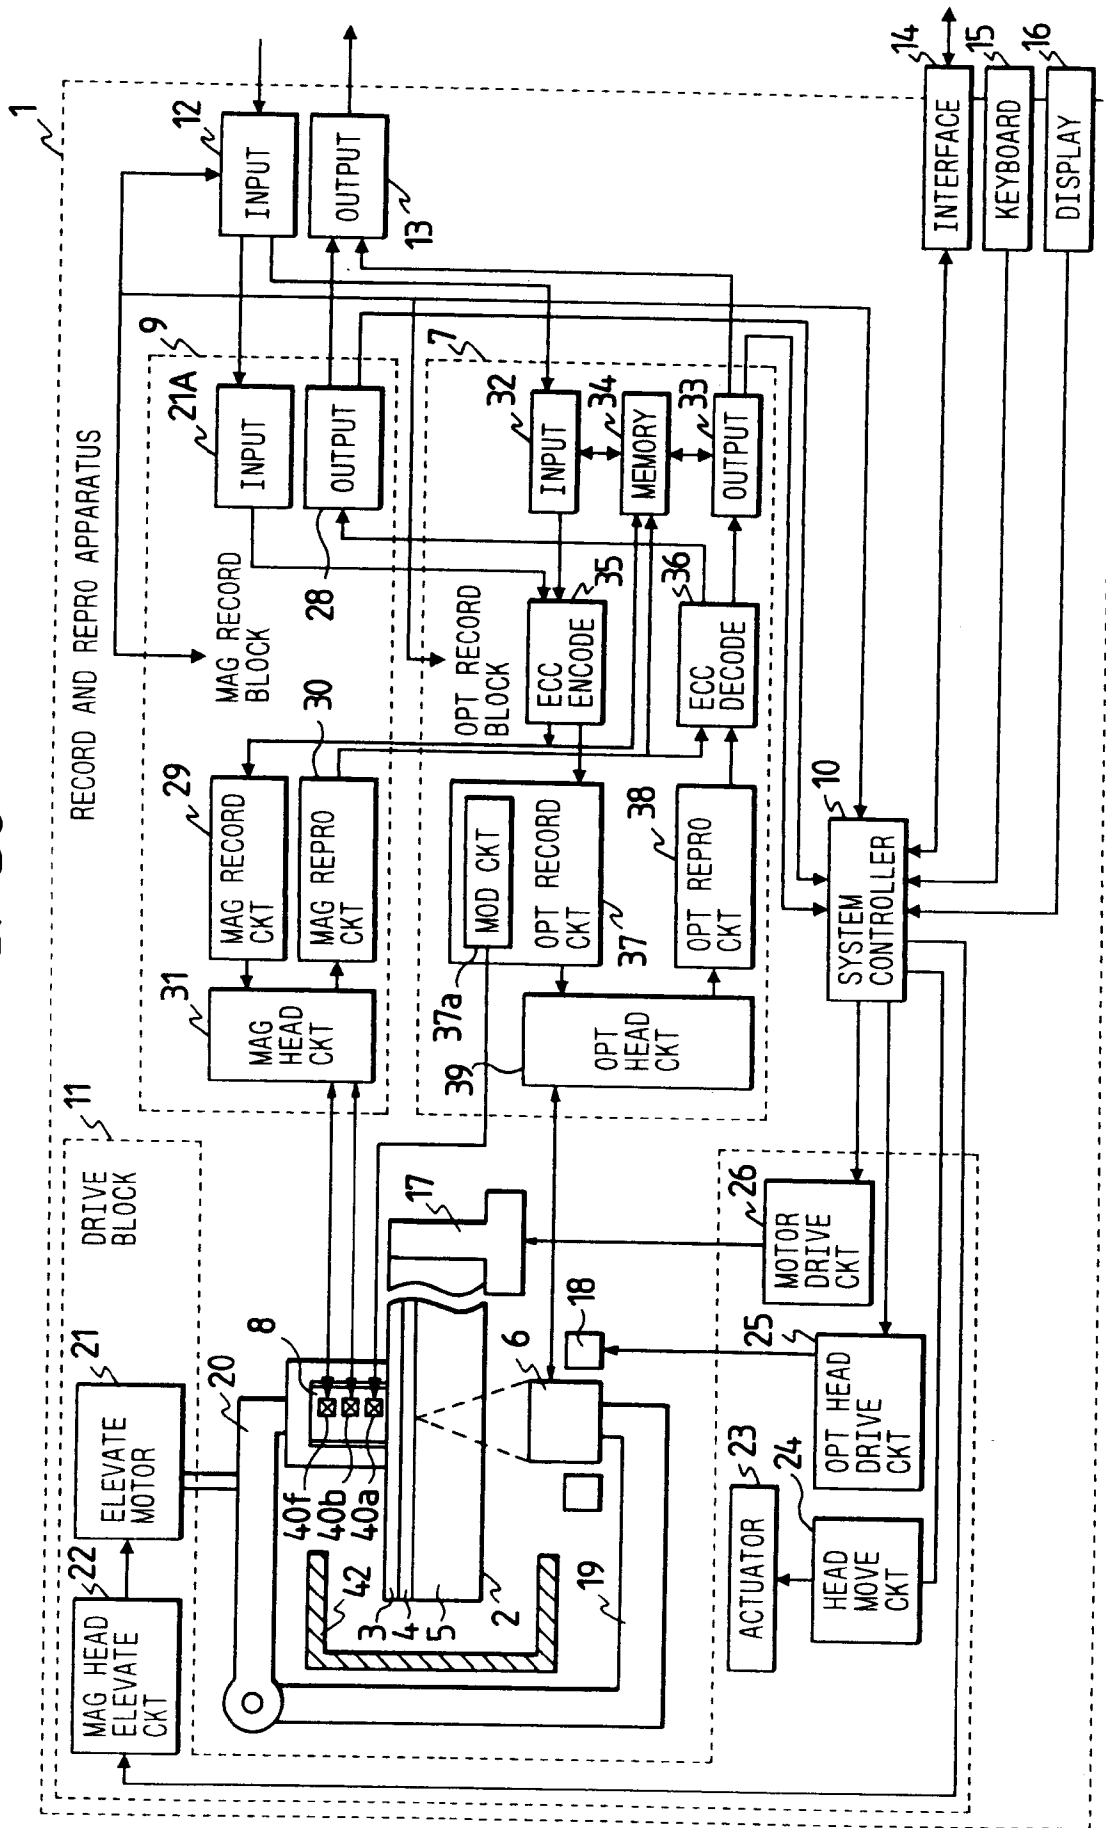 1
RECORD AND REPRO APPARATUS
11
DRIVE
BLOCK
22
MAG HEAD
ELEVATE
CKT
21
ELEVATE
MOTOR
20
8
40f
40b
40a
42
3
4
5
2
19
6
18
17
31
MAG
HEAD
CKT
29
MAG RECORD
CKT
30
MAG REPRO
CKT
MAG RECORD
BLOCK
9
21A
INPUT
OUTPUT
28
12
INPUT
OUTPUT
13
39
OPT
HEAD
CKT
37a
MOD CKT
OPT RECORD
CKT
37
38
OPT REPRO
CKT
OPT RECORD
BLOCK
7
35
ECC
ENCODE
36
ECC
DECODE
32
INPUT
34
MEMORY
33
OUTPUT
23
ACTUATOR
24
HEAD
MOVE
CKT
25
OPT HEAD
DRIVE
CKT
26
MOTOR
DRIVE
CKT
10
SYSTEM
CONTROLLER
14
INTERFACE
15
KEYBOARD
16
DISPLAY